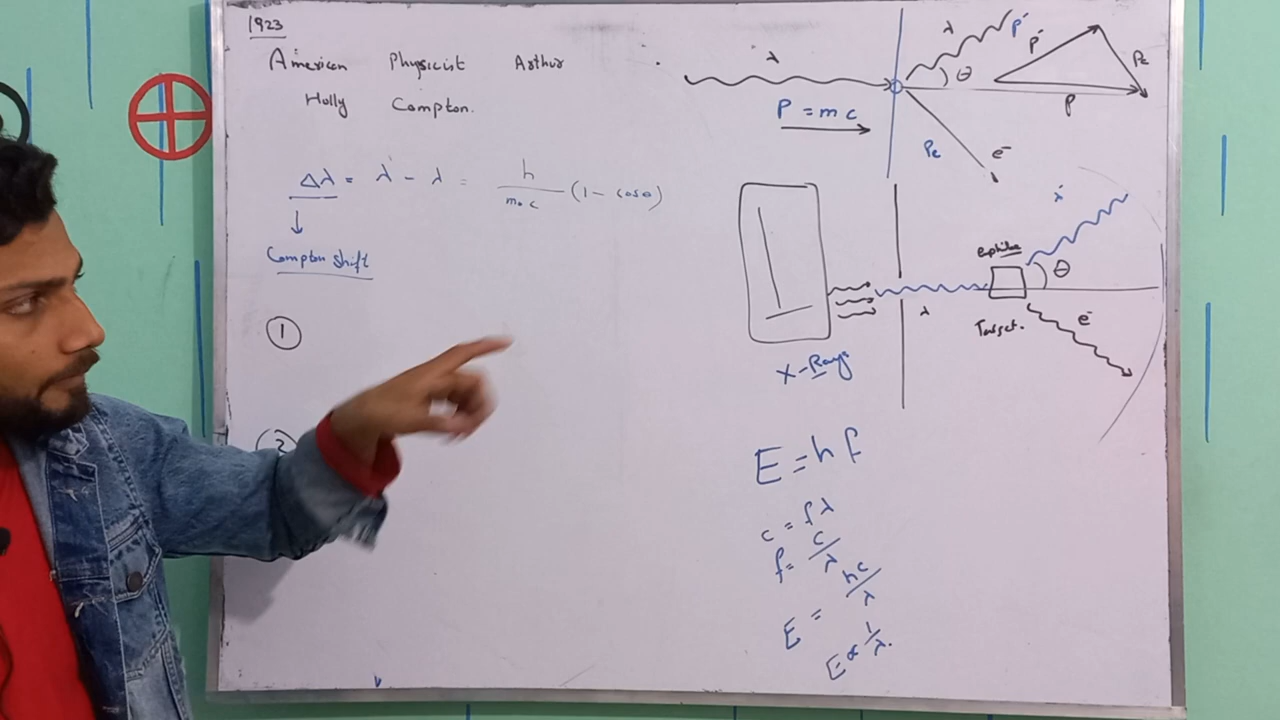 1923
American Physicist Arthur
Holly Compton.
Δλ = λ' - λ = h / m₀c (1 - cosθ)
Compton shift
1
2
λ
P = mc
λ
P'
θ
Pe
e⁻
P'
Pe
P
X-Rays
λ
Target.
λ'
θ
e⁻
E = hf
c = fλ
f = c/λ
E = hc/λ
E ∝ 1/λ.